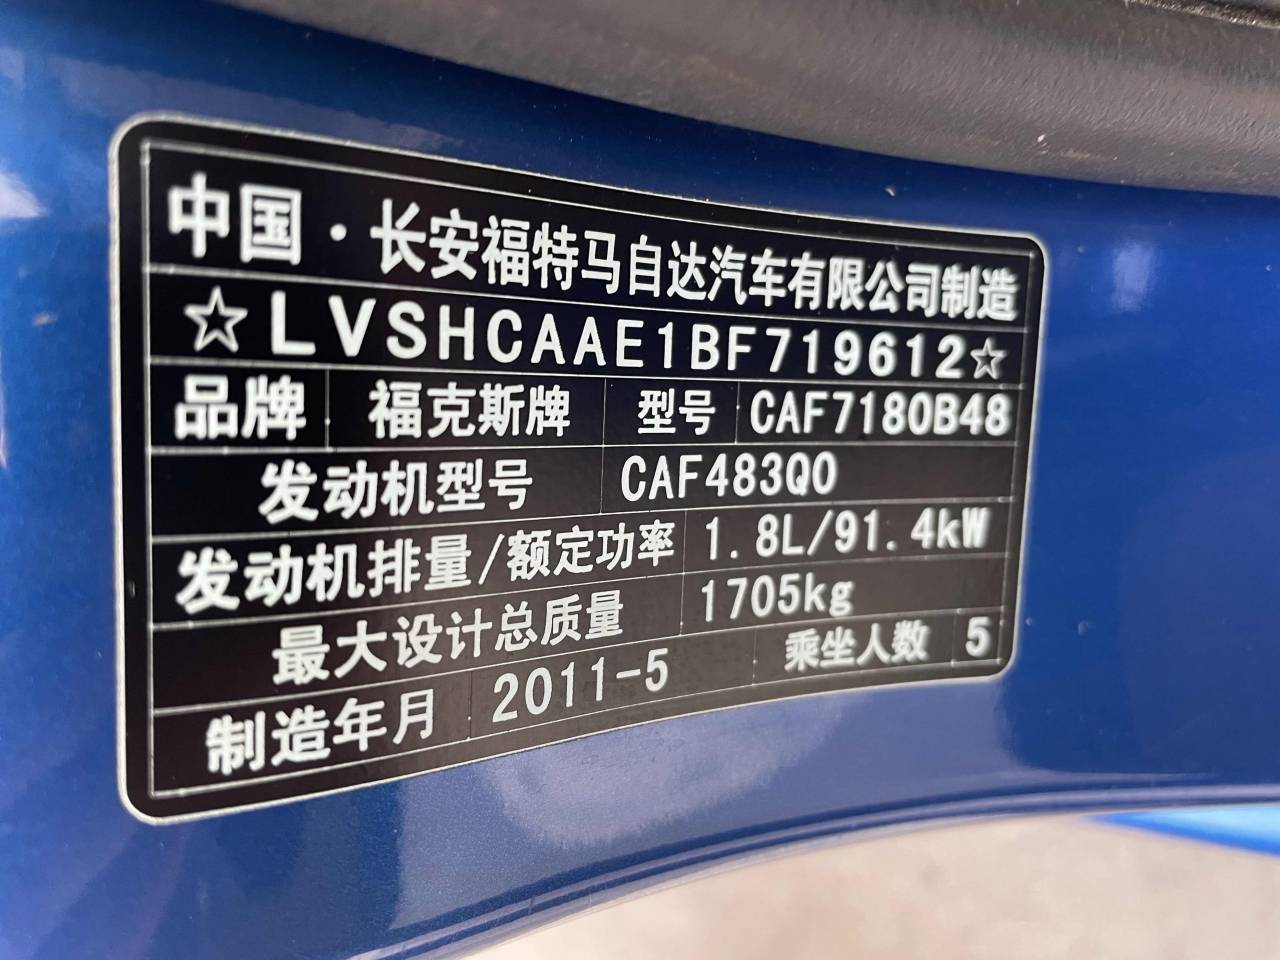 中国·长安福特马自达汽车有限公司制造
☆LVSHCAAE1BF719612☆
品牌 福克斯牌 型号 CAF7180B48
发动机型号 CAF483Q0
发动机排量/额定功率 1.8L/91.4kW
最大设计总质量 1705kg
制造年月 2011-5 乘坐人数 5